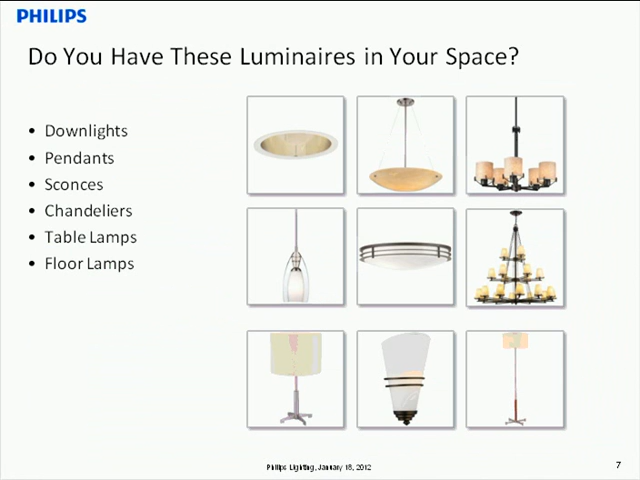 PHILIPS
Do You Have These Luminaires in Your Space?
• Downlights
• Pendants
• Sconces
• Chandeliers
• Table Lamps
• Floor Lamps
Philips Lighting, January 18, 2012
7